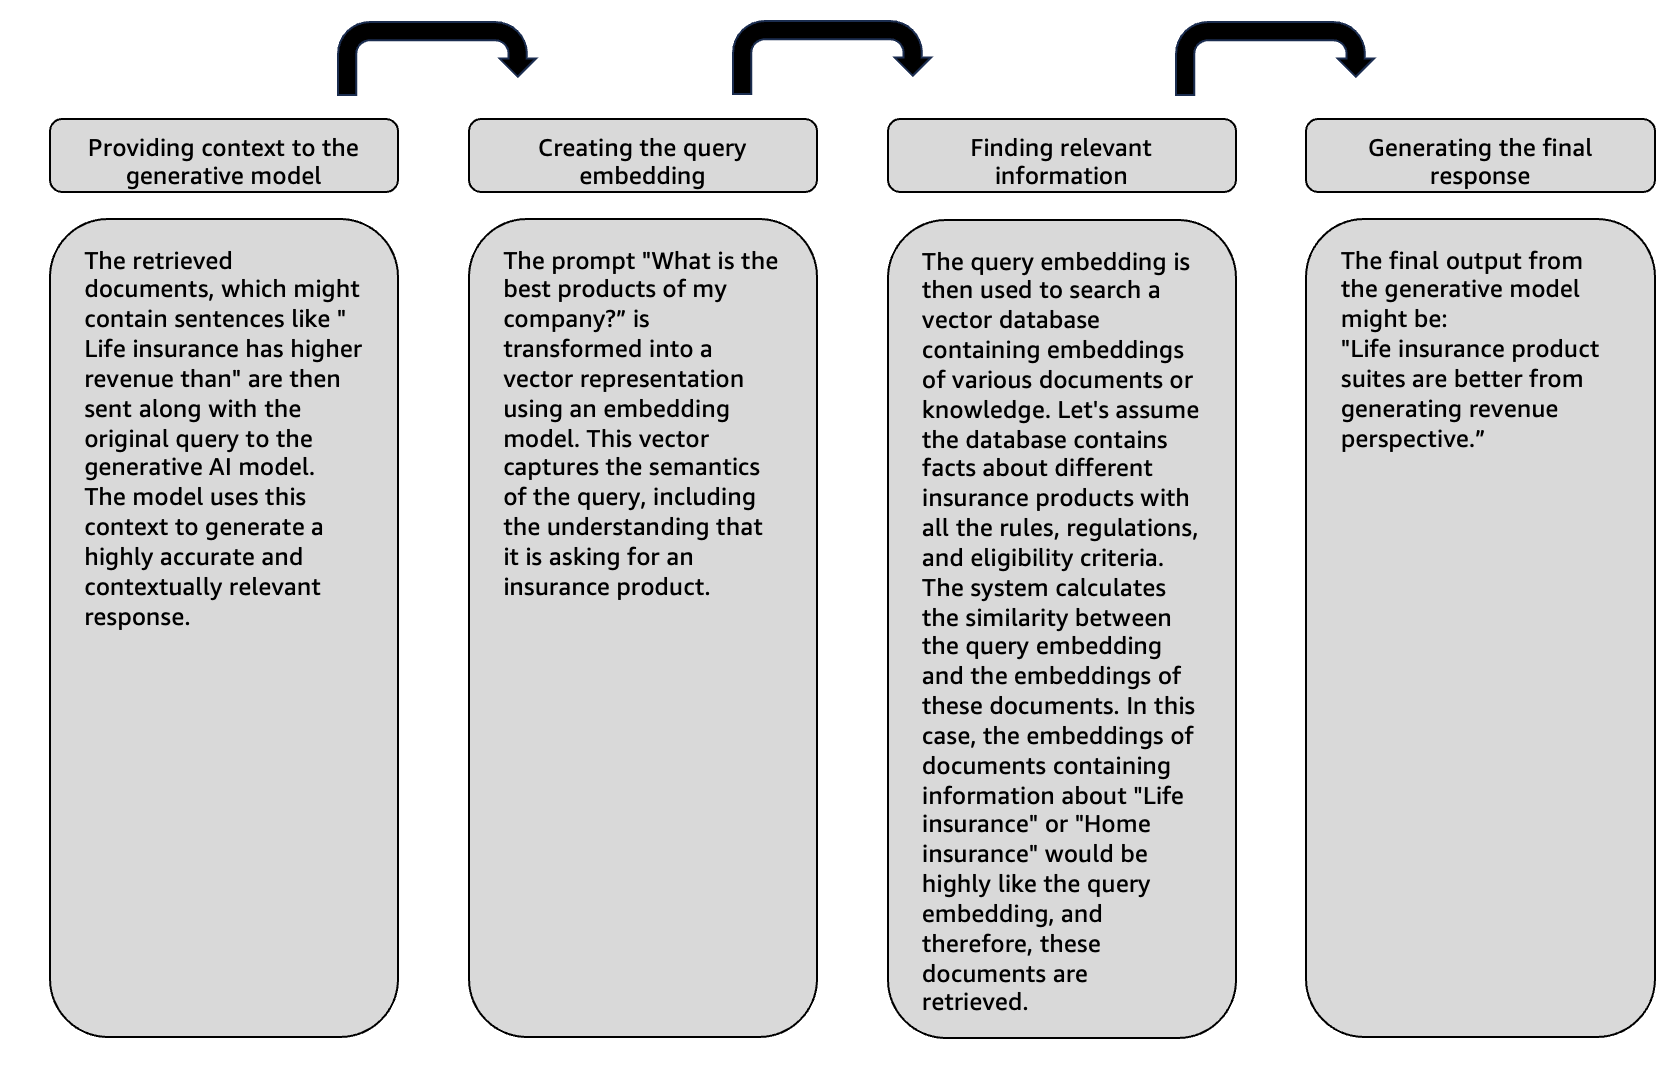 Providing context to the
generative model
Creating the query
embedding
Finding relevant
information
Generating the final
response
The retrieved
documents, which might
contain sentences like "
Life insurance has higher
revenue than" are then
sent along with the
original query to the
generative AI model.
The model uses this
context to generate a
highly accurate and
contextually relevant
response.
The prompt "What is the
best products of my
company?” is
transformed into a
vector representation
using an embedding
model. This vector
captures the semantics
of the query, including
the understanding that
it is asking for an
insurance product.
The query embedding is
then used to search a
vector database
containing embeddings
of various documents or
knowledge. Let's assume
the database contains
facts about different
insurance products with
all the rules, regulations,
and eligibility criteria.
The system calculates
the similarity between
the query embedding
and the embeddings of
these documents. In this
case, the embeddings of
documents containing
information about "Life
insurance" or "Home
insurance" would be
highly like the query
embedding, and
therefore, these
documents are
retrieved.
The final output from
the generative model
might be:
"Life insurance product
suites are better from
generating revenue
perspective.”